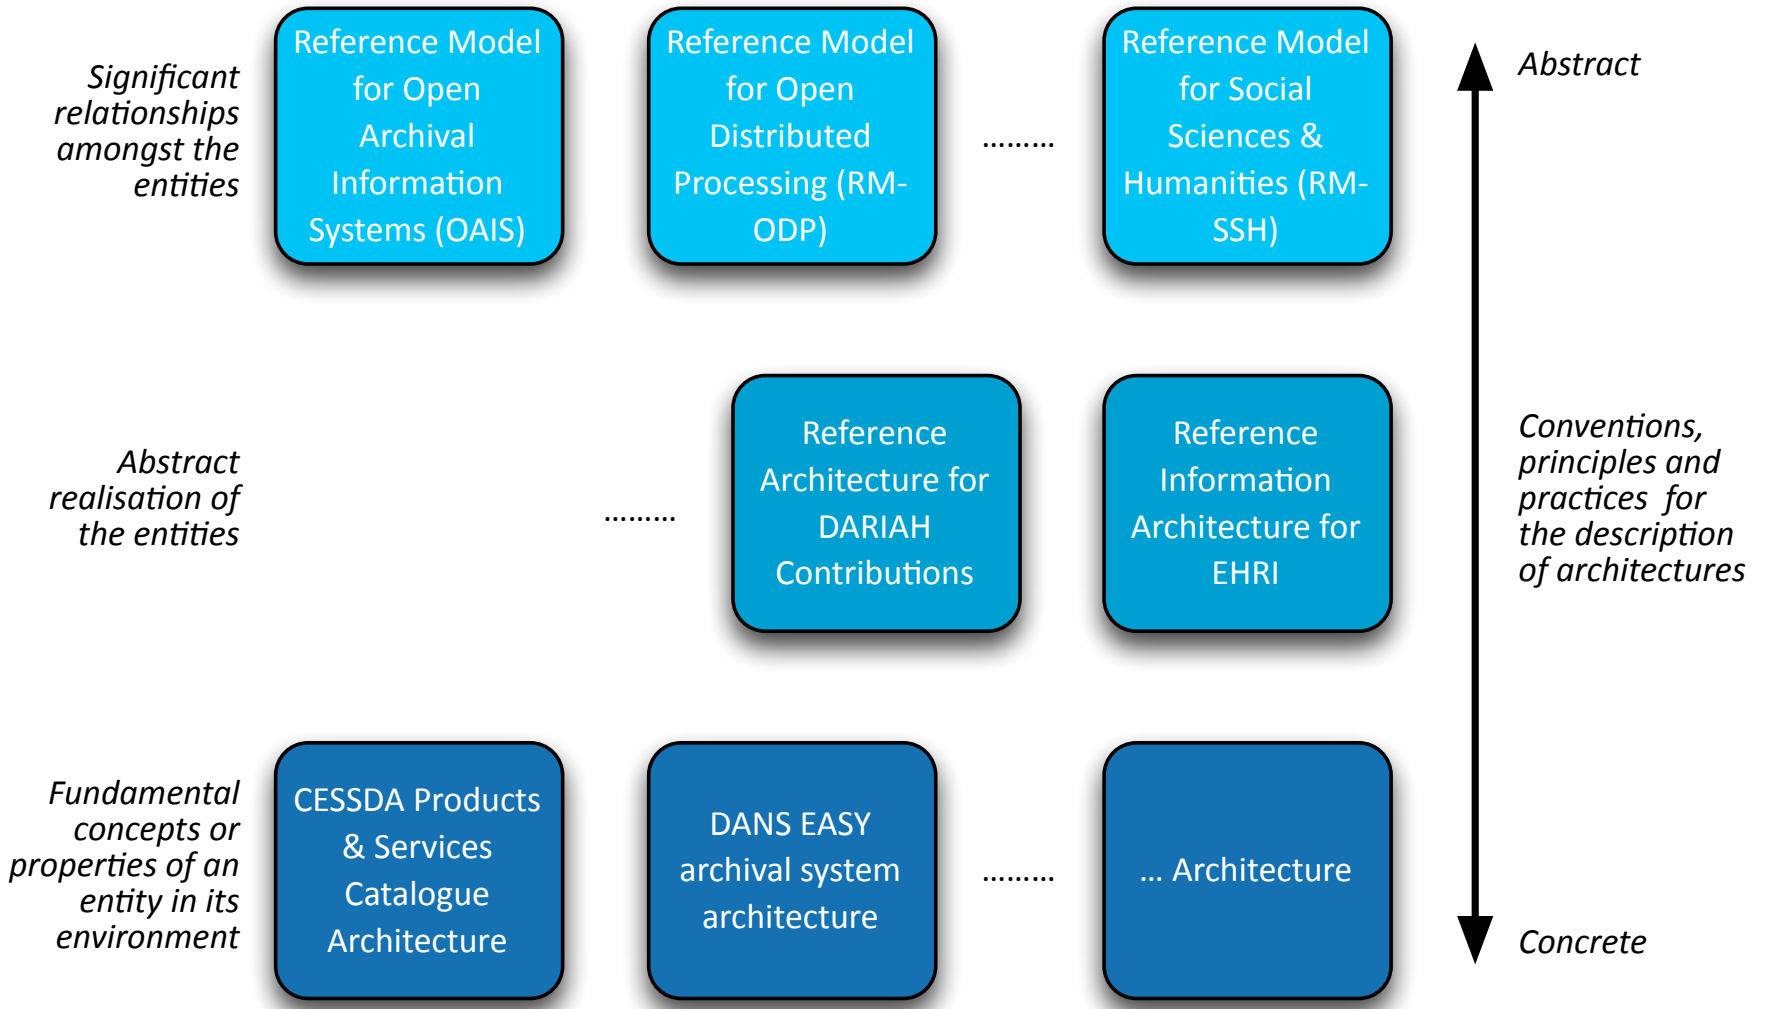 Significant
relationships
amongst the
entities
Reference Model
for Open
Archival
Information
Systems (OAIS)
Reference Model
for Open
Distributed
Processing (RM-
ODP)
.........
Reference Model
for Social
Sciences &
Humanities (RM-
SSH)
Abstract
Abstract
realisation of
the entities
.........
Reference
Architecture for
DARIAH
Contributions
Reference
Information
Architecture for
EHRI
Conventions,
principles and
practices for
the description
of architectures
Fundamental
concepts or
properties of an
entity in its
environment
CESSDA Products
& Services
Catalogue
Architecture
DANS EASY
archival system
architecture
.........
... Architecture
Concrete